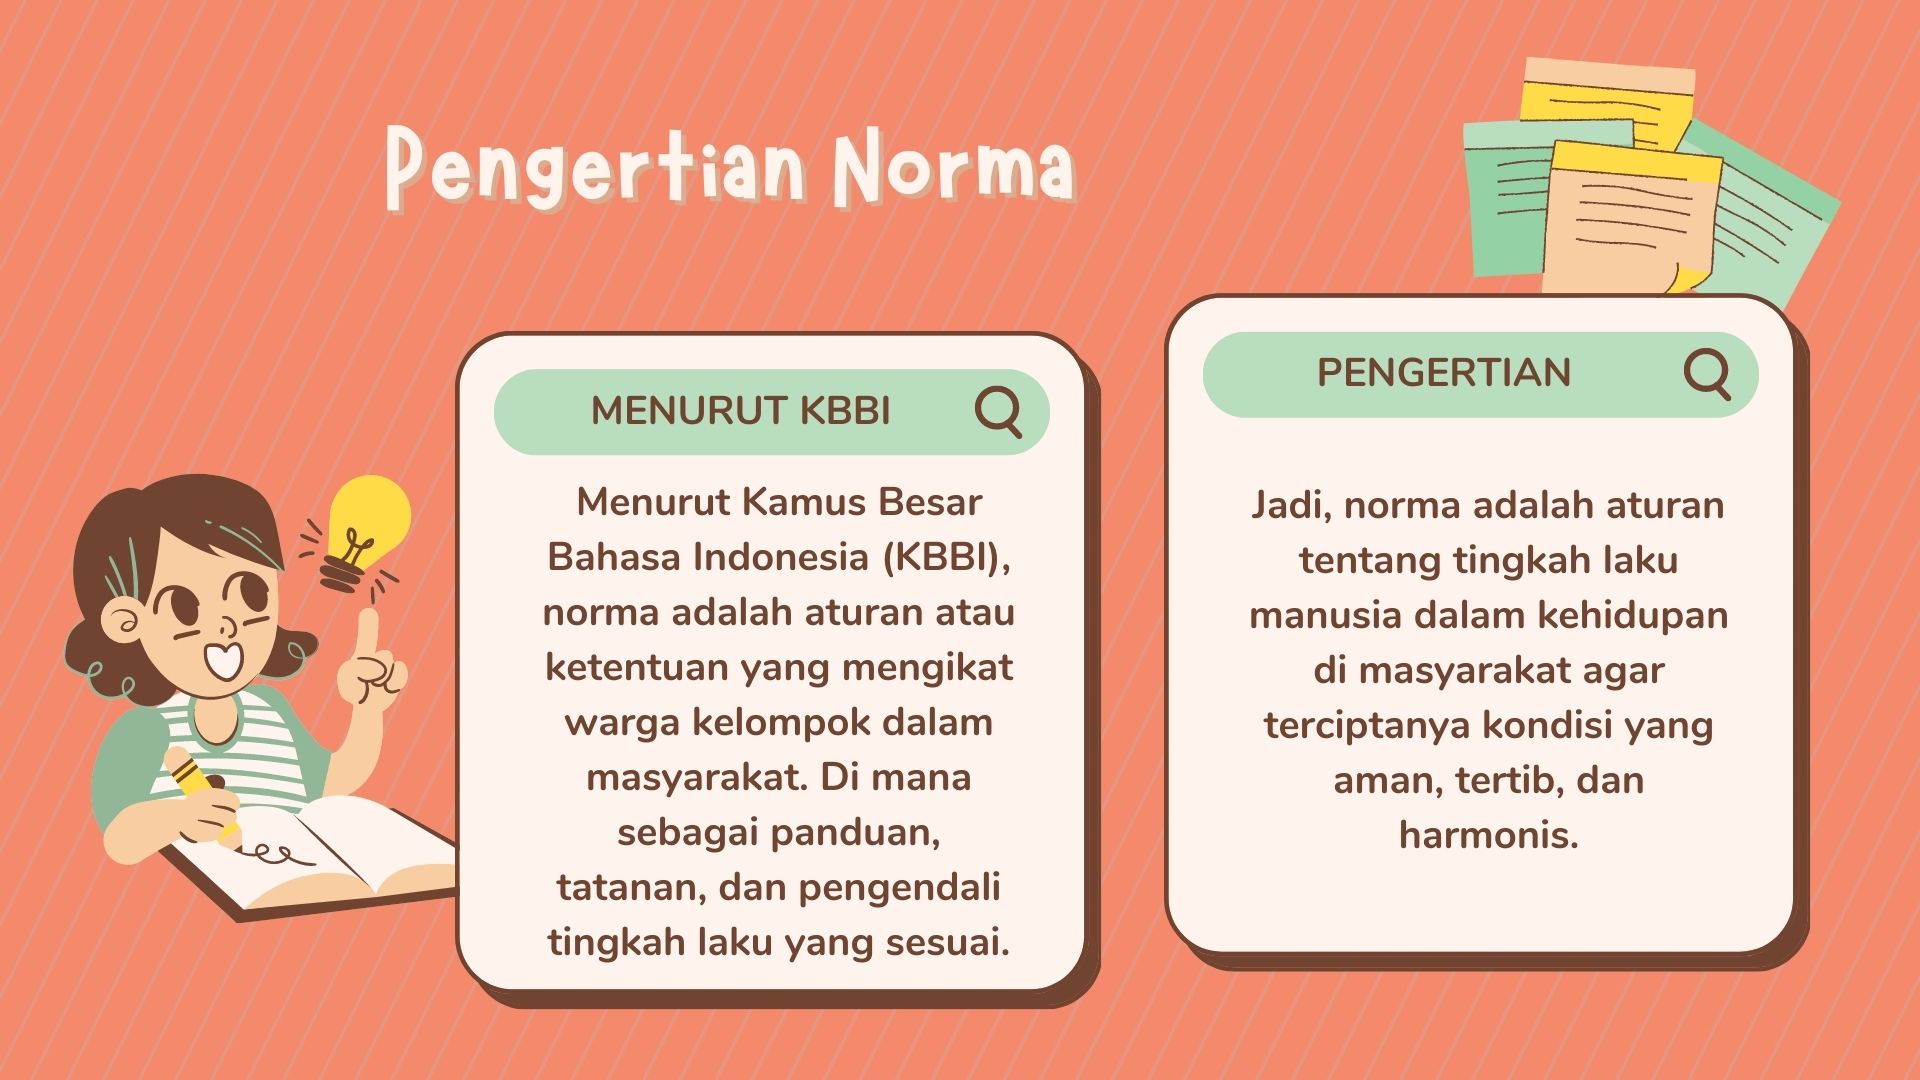 Pengertian Norma
MENURUT KBBI
Menurut Kamus Besar
Bahasa Indonesia (KBBI),
norma adalah aturan atau
ketentuan yang mengikat
warga kelompok dalam
masyarakat. Di mana
sebagai panduan,
tatanan, dan pengendali
tingkah laku yang sesuai.
PENGERTIAN
Jadi, norma adalah aturan
tentang tingkah laku
manusia dalam kehidupan
di masyarakat agar
terciptanya kondisi yang
aman, tertib, dan
harmonis.